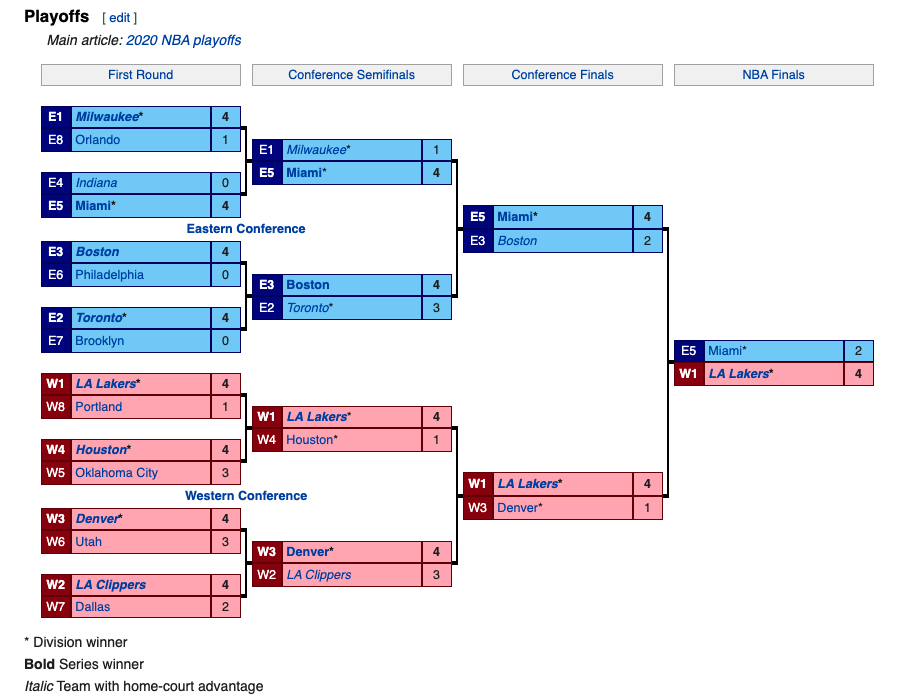 Playoffs [ edit ]
Main article: 2020 NBA playoffs
First Round Conference Semifinals Conference Finals NBA Finals
E1 Milwaukee* 4
E8 Orlando 1
E4 Indiana 0
E5 Miami* 4
Eastern Conference
E3 Boston 4
E6 Philadelphia 0
E2 Toronto* 4
E7 Brooklyn 0
W1 LA Lakers* 4
W8 Portland 1
W4 Houston* 4
W5 Oklahoma City 3
Western Conference
W3 Denver* 4
W6 Utah 3
W2 LA Clippers 4
W7 Dallas 2
E1 Milwaukee* 1
E5 Miami* 4
E3 Boston 4
E2 Toronto* 3
W1 LA Lakers* 4
W4 Houston* 1
W3 Denver* 4
W2 LA Clippers 3
E5 Miami* 4
E3 Boston 2
W1 LA Lakers* 4
W3 Denver* 1
E5 Miami* 2
W1 LA Lakers* 4
* Division winner
Bold Series winner
Italic Team with home-court advantage